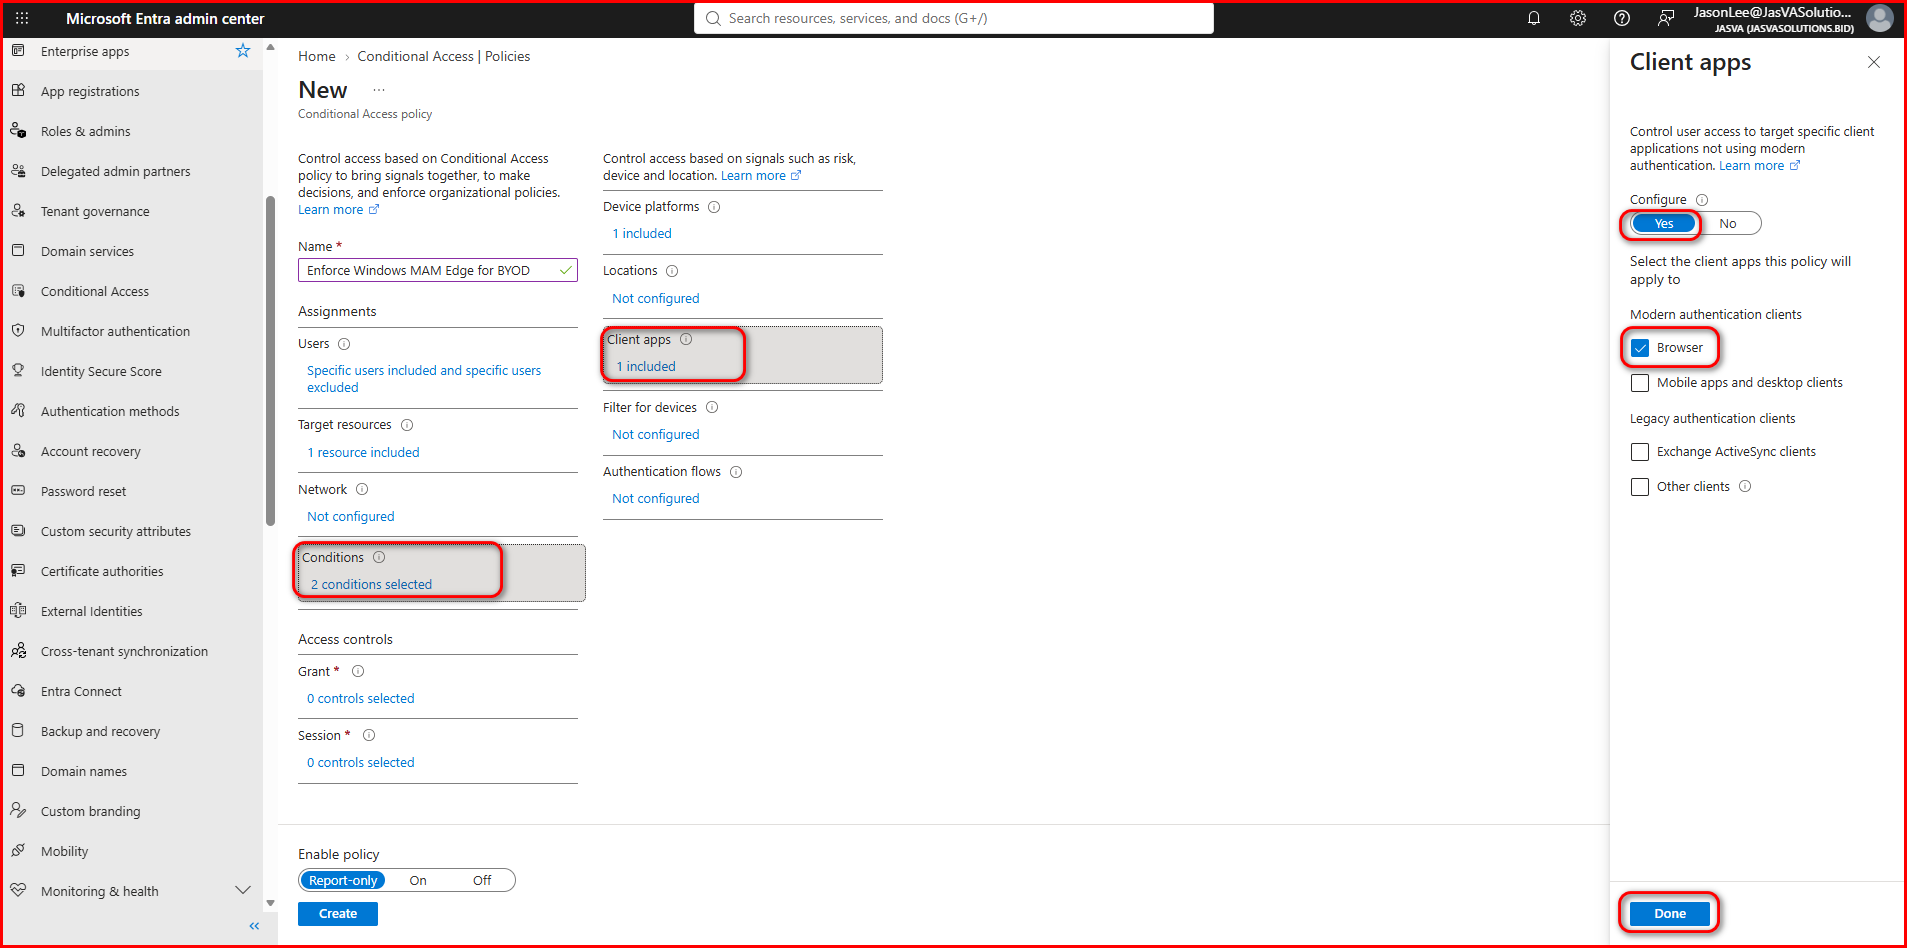 Microsoft Entra admin center
Search resources, services, and docs (G+/)
JasonLee@JasVASolutio...
JASVA (JASVASOLUTIONS.BID)
Enterprise apps
App registrations
Roles & admins
Delegated admin partners
Tenant governance
Domain services
Conditional Access
Multifactor authentication
Identity Secure Score
Authentication methods
Account recovery
Password reset
Custom security attributes
Certificate authorities
External Identities
Cross-tenant synchronization
Entra Connect
Backup and recovery
Domain names
Custom branding
Mobility
Monitoring & health
Home › Conditional Access | Policies
New ...
Conditional Access policy
Control access based on Conditional Access
policy to bring signals together, to make
decisions, and enforce organizational policies.
Learn more
Name *
Enforce Windows MAM Edge for BYOD
Assignments
Users
Specific users included and specific users
excluded
Target resources
1 resource included
Network
Not configured
Conditions
2 conditions selected
Access controls
Grant *
0 controls selected
Session *
0 controls selected
Enable policy
Report-only On Off
Create
Control access based on signals such as risk,
device and location. Learn more
Device platforms
1 included
Locations
Not configured
Client apps
1 included
Filter for devices
Not configured
Authentication flows
Not configured
Client apps
Control user access to target specific client
applications not using modern
authentication. Learn more
Configure
Yes No
Select the client apps this policy will
apply to
Modern authentication clients
Browser
Mobile apps and desktop clients
Legacy authentication clients
Exchange ActiveSync clients
Other clients
Done